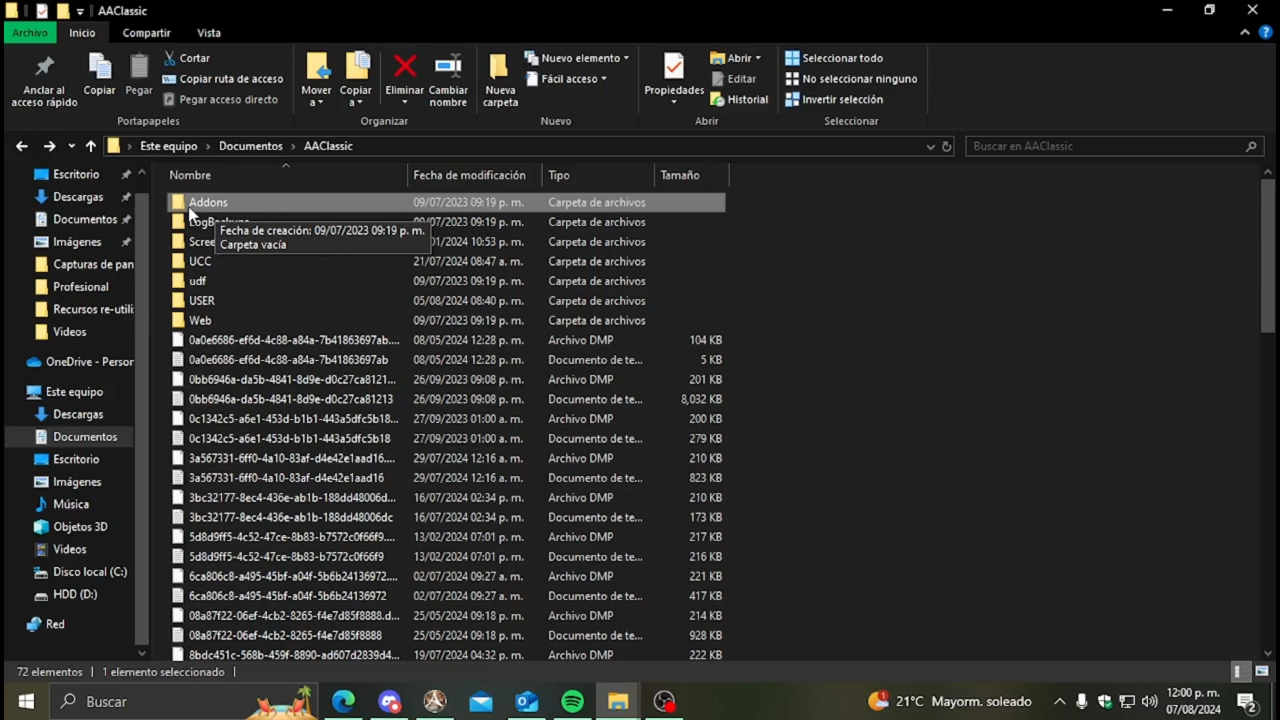 AAClassic
Archivo Inicio Compartir Vista
Anclar al acceso rápido
Copiar
Pegar
Cortar
Copiar ruta de acceso
Pegar acceso directo
Portapapeles
Mover a
Copiar a
Eliminar
Cambiar nombre
Organizar
Nueva carpeta
Nuevo elemento
Fácil acceso
Nuevo
Propiedades
Abrir
Editar
Historial
Abrir
Seleccionar todo
No seleccionar ninguno
Invertir selección
Seleccionar
Este equipo > Documentos > AAClassic
Buscar en AAClassic
Escritorio
Descargas
Documentos
Imágenes
Capturas de pan
Profesional
Recursos re-utili
Videos
OneDrive - Person
Este equipo
Descargas
Documentos
Escritorio
Imágenes
Música
Objetos 3D
Videos
Disco local (C:)
HDD (D:)
Red
Nombre Fecha de modificación Tipo Tamaño
Addons 09/07/2023 09:19 p. m. Carpeta de archivos
LogBackups 09/07/2023 09:19 p. m. Carpeta de archivos
Scree 01/2024 10:53 p. m. Carpeta de archivos
Fecha de creación: 09/07/2023 09:19 p. m.
Carpeta vacía
UCC 21/07/2024 08:47 a. m. Carpeta de archivos
udf 09/07/2023 09:19 p. m. Carpeta de archivos
USER 05/08/2024 08:40 p. m. Carpeta de archivos
Web 09/07/2023 09:19 p. m. Carpeta de archivos
0a0e6686-ef6d-4c88-a84a-7b41863697ab.... 08/05/2024 12:28 p. m. Archivo DMP 104 KB
0a0e6686-ef6d-4c88-a84a-7b41863697ab 08/05/2024 12:28 p. m. Documento de te... 5 KB
0bb6946a-da5b-4841-8d9e-d0c27ca8121... 26/09/2023 09:08 p. m. Archivo DMP 201 KB
0bb6946a-da5b-4841-8d9e-d0c27ca81213 26/09/2023 09:08 p. m. Documento de te... 8,032 KB
0c1342c5-a6e1-453d-b1b1-443a5dfc5b18... 27/09/2023 01:00 a. m. Archivo DMP 200 KB
0c1342c5-a6e1-453d-b1b1-443a5dfc5b18 27/09/2023 01:00 a. m. Documento de te... 279 KB
3a567331-6ff0-4a10-83af-d4e42e1aad16.... 29/07/2024 12:16 a. m. Archivo DMP 210 KB
3a567331-6ff0-4a10-83af-d4e42e1aad16 29/07/2024 12:16 a. m. Documento de te... 823 KB
3bc32177-8ec4-436e-ab1b-188dd48006d... 16/07/2024 02:34 p. m. Archivo DMP 210 KB
3bc32177-8ec4-436e-ab1b-188dd48006dc 16/07/2024 02:34 p. m. Documento de te... 173 KB
5d8d9ff5-4c52-47ce-8b83-b7572c0f66f9.... 13/02/2024 07:01 p. m. Archivo DMP 217 KB
5d8d9ff5-4c52-47ce-8b83-b7572c0f66f9 13/02/2024 07:01 p. m. Documento de te... 216 KB
6ca806c8-a495-45bf-a04f-5b6b24136972.... 02/07/2024 09:27 a. m. Archivo DMP 221 KB
6ca806c8-a495-45bf-a04f-5b6b24136972 02/07/2024 09:27 a. m. Documento de te... 417 KB
08a87f22-06ef-4cb2-8265-f4e7d85f8888.d... 25/05/2024 09:18 p. m. Archivo DMP 214 KB
08a87f22-06ef-4cb2-8265-f4e7d85f8888 25/05/2024 09:18 p. m. Documento de te... 928 KB
8bdc451c-568b-459f-8890-ad607d2839d4... 19/07/2024 04:32 p. m. Archivo DMP 222 KB
72 elementos 1 elemento seleccionado
Buscar
21°C Mayorm. soleado
12:00 p. m.
07/08/2024
2